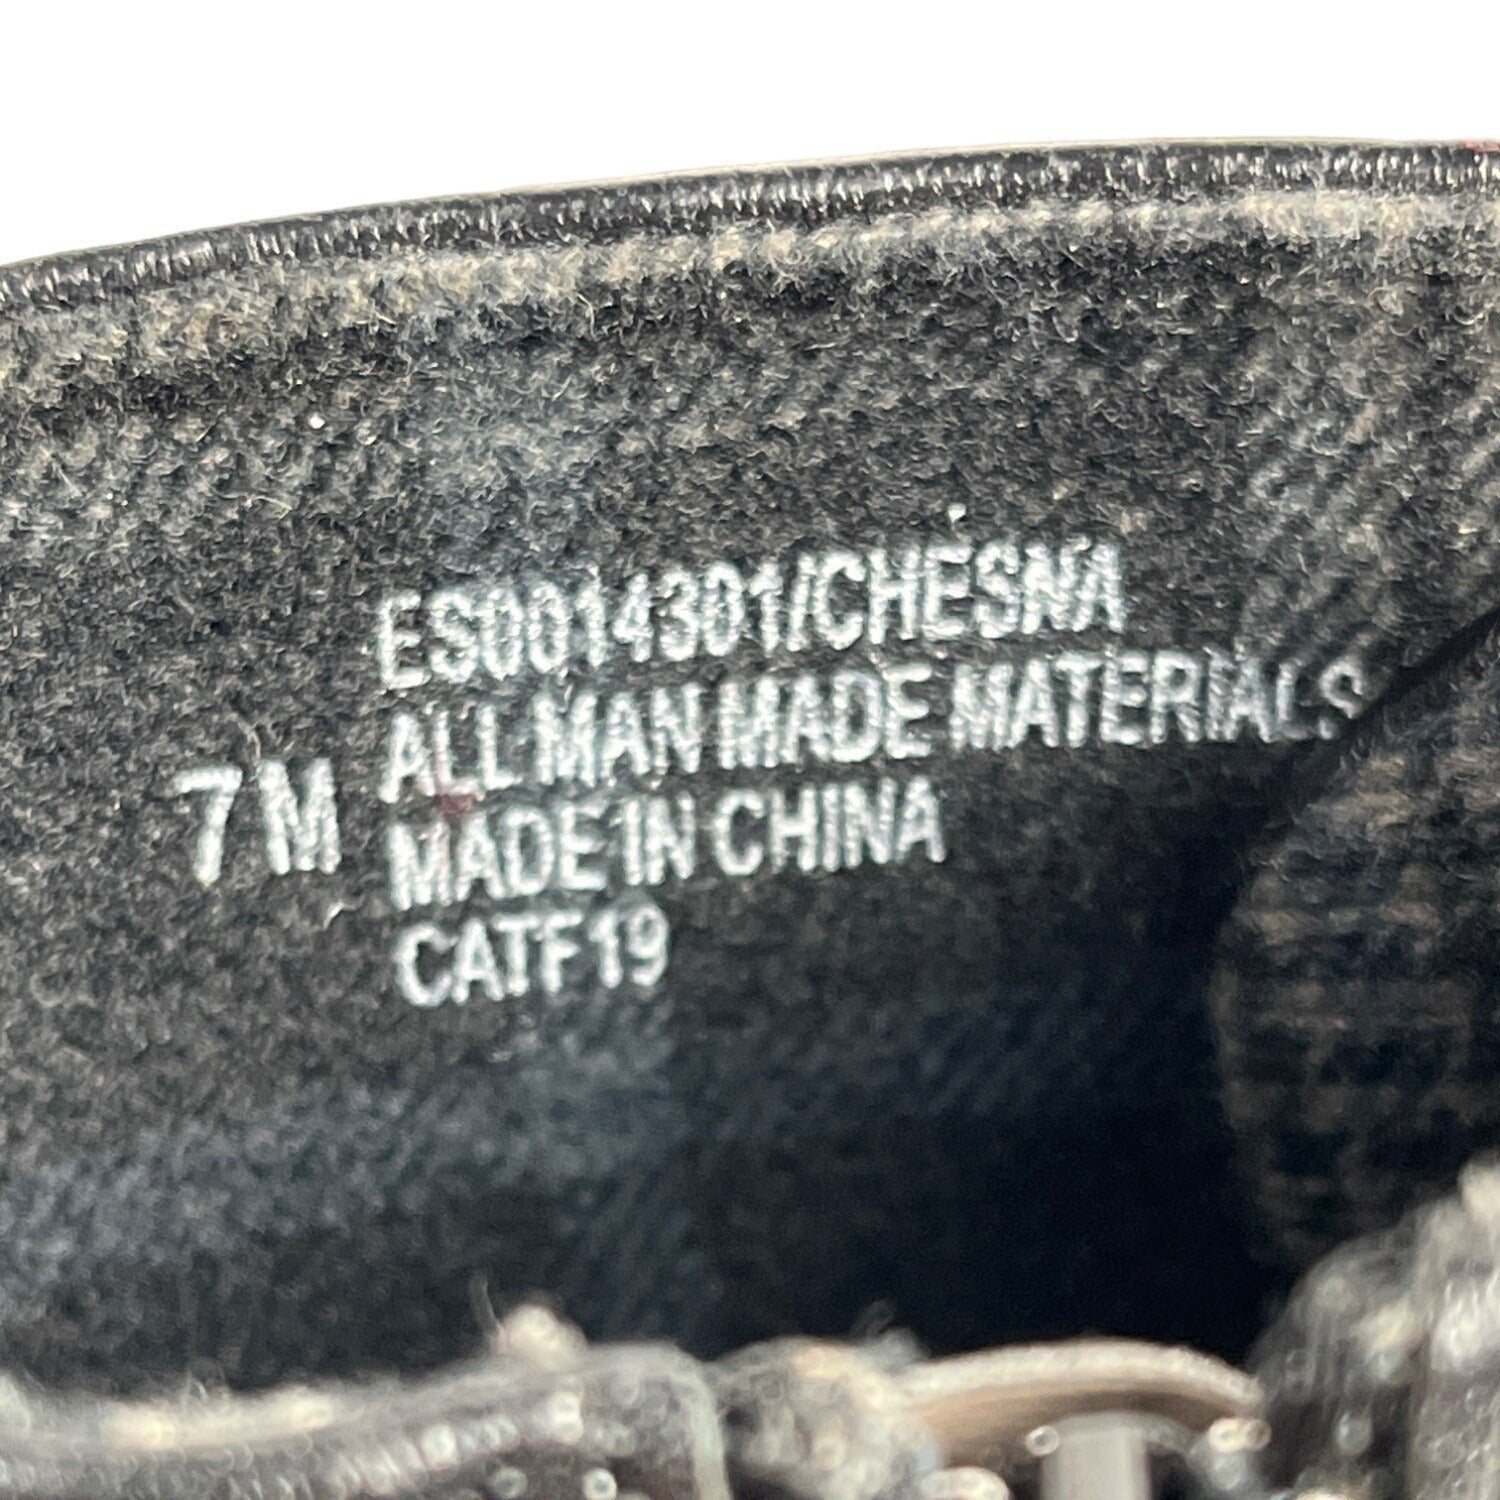 ES0014301/CHESNA
ALL MAN MADE MATERIALS
7 M
MADE IN CHINA
CATF19